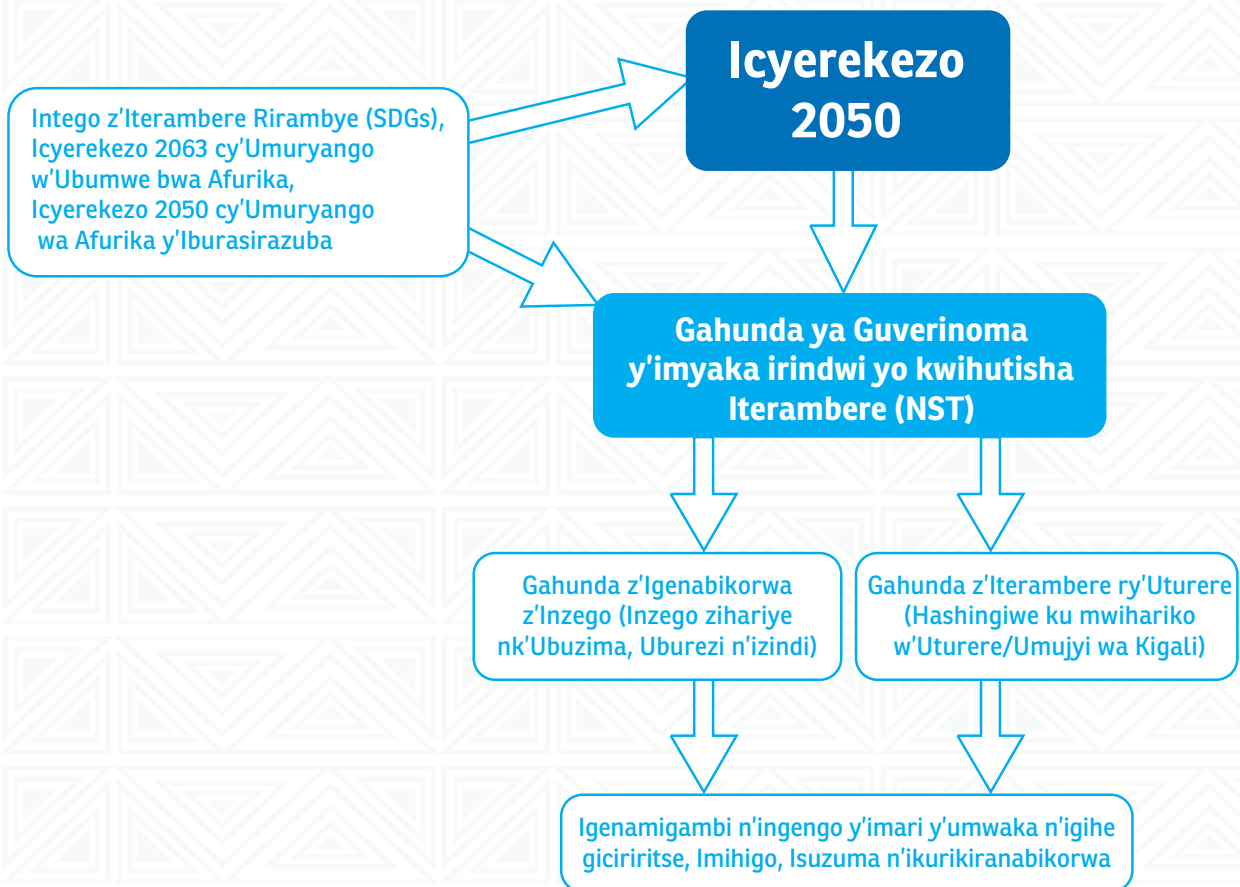 Icyerekezo
2050
Intego z'Iterambere Rirambye (SDGs),
Icyerekezo 2063 cy'Umuryango
w'Ubumwe bwa Afurika,
Icyerekezo 2050 cy'Umuryango
wa Afurika y'Iburasirazuba
Gahunda ya Guverinoma
y'imyaka irindwi yo kwihutisha
Iterambere (NST)
Gahunda z'Igenabikorwa
z'Inzego (Inzego zihariye
nk'Ubuzima, Uburezi n'izindi)
Gahunda z'Iterambere ry'Uturere
(Hashingiwe ku mwihariko
w'Uturere/Umujyi wa Kigali)
Igenamigambi n'ingengo y'imari y'umwaka n'igihe
giciriritse, Imihigo, Isuzuma n'ikurikiranabikorwa